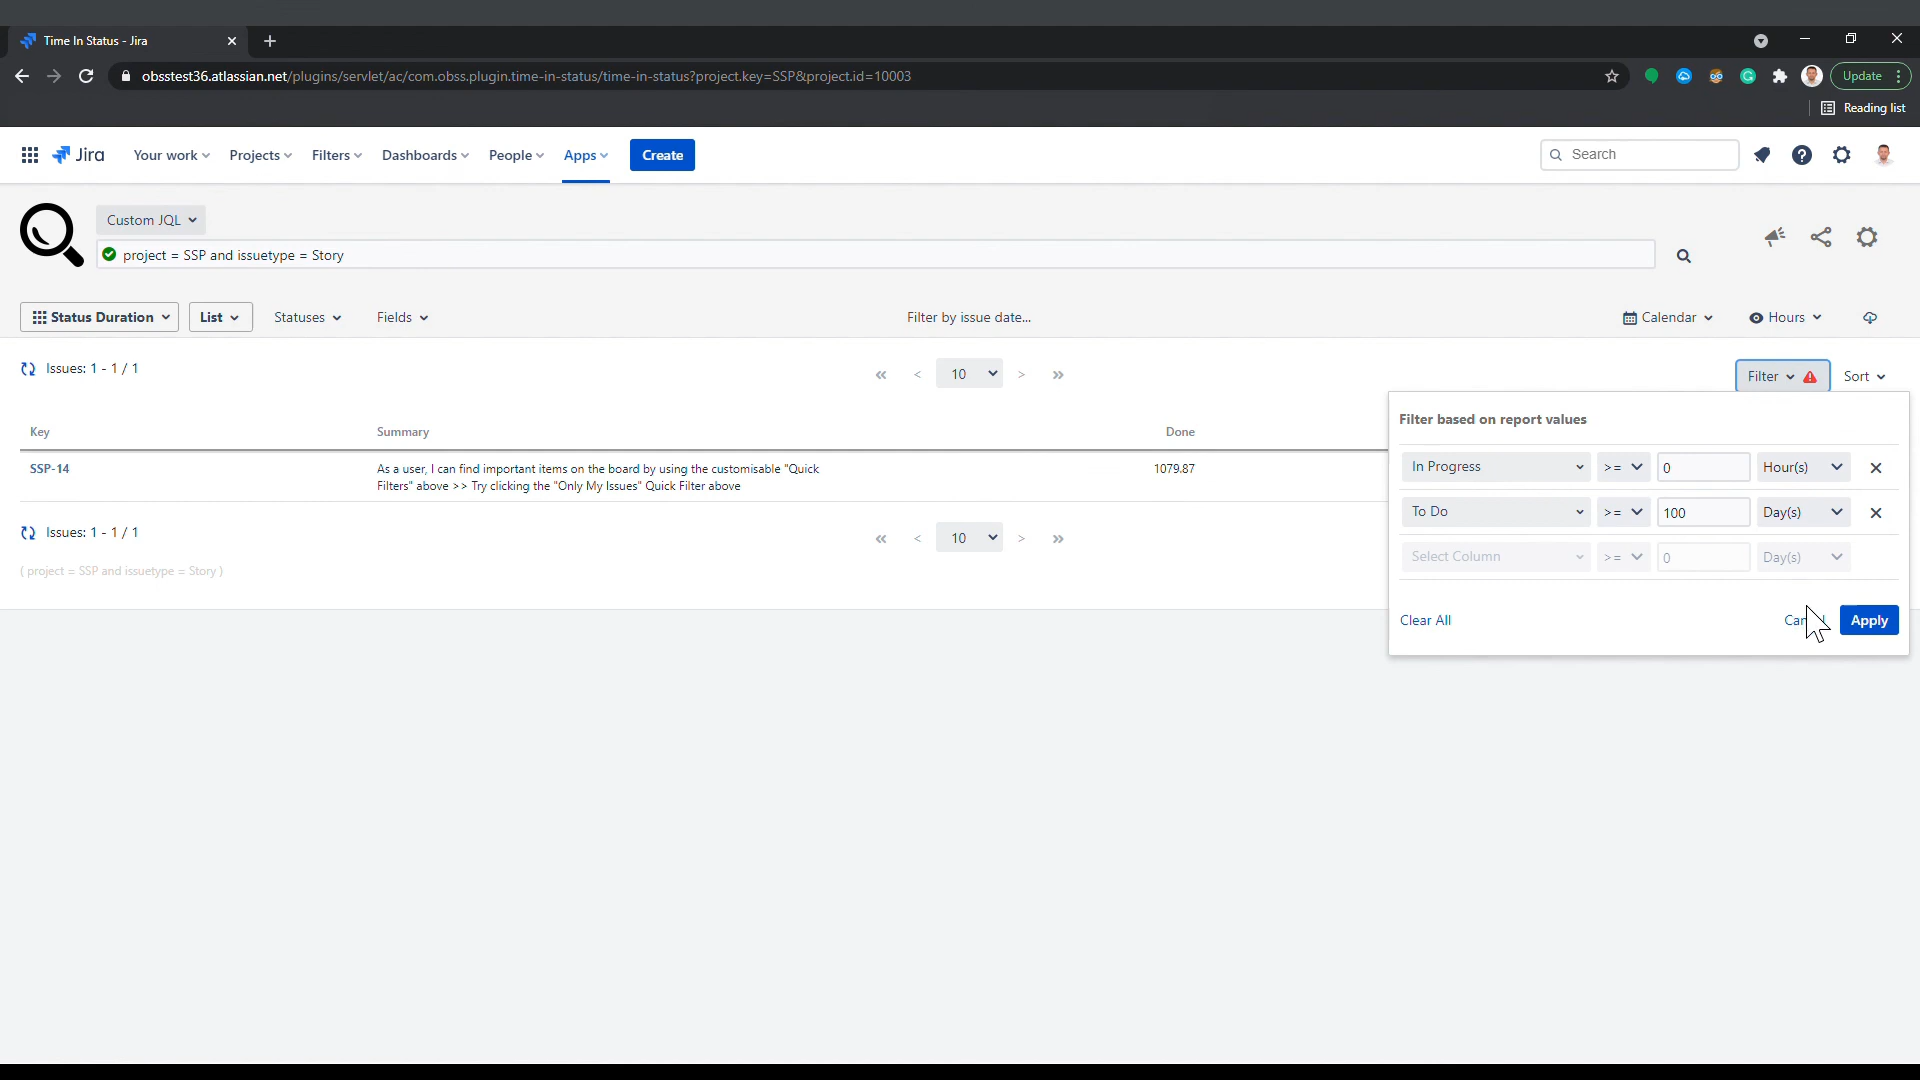 Time In Status - Jira
obsstest36.atlassian.net/plugins/servlet/ac/com.obss.plugin.time-in-status/time-in-status?project.key=SSP&project.id=10003
Update
Reading list
Jira
Your work
Projects
Filters
Dashboards
People
Apps
Create
Search
Custom JQL
project = SSP and issuetype = Story
Status Duration
List
Statuses
Fields
Filter by issue date...
Calendar
Hours
Issues: 1 - 1 / 1
« < 10 > »
Filter
Sort
Key
Summary
Done
SSP-14
As a user, I can find important items on the board by using the customisable "Quick
Filters" above >> Try clicking the "Only My Issues" Quick Filter above
1079.87
Issues: 1 - 1 / 1
« < 10 > »
( project = SSP and issuetype = Story )
Filter based on report values
In Progress >= 0 Hour(s)
To Do >= 100 Day(s)
Select Column >= 0 Day(s)
Clear All
Apply